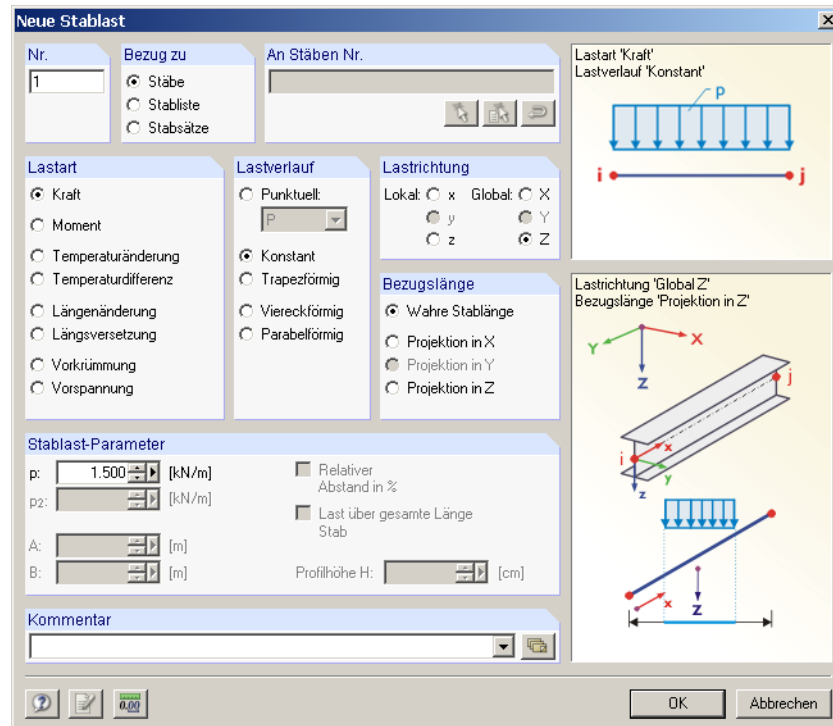 Neue Stablast
Nr.
1
Bezug zu
Stäbe
Stabliste
Stabsätze
An Stäben Nr.
Lastart
Kraft
Moment
Temperaturänderung
Temperaturdifferenz
Längenänderung
Längsversetzung
Vorkrümmung
Vorspannung
Lastverlauf
Punktuell:
P
Konstant
Trapezförmig
Viereckförmig
Parabelförmig
Lastrichtung
Lokal: x Global: X
y Y
z Z
Bezugslänge
Wahre Stablänge
Projektion in X
Projektion in Y
Projektion in Z
Stablast-Parameter
p: 1.500 [kN/m]
p2: [kN/m]
A: [m]
B: [m]
Relativer
Abstand in %
Last über gesamte Länge
Stab
Profilhöhe H: [cm]
Kommentar
0.00
OK
Abbrechen
Lastart 'Kraft'
Lastverlauf 'Konstant'
p
i j
Lastrichtung 'Global Z'
Bezugslänge 'Projektion in Z'
Y X
Z
j
x
i
y
z
x
Z